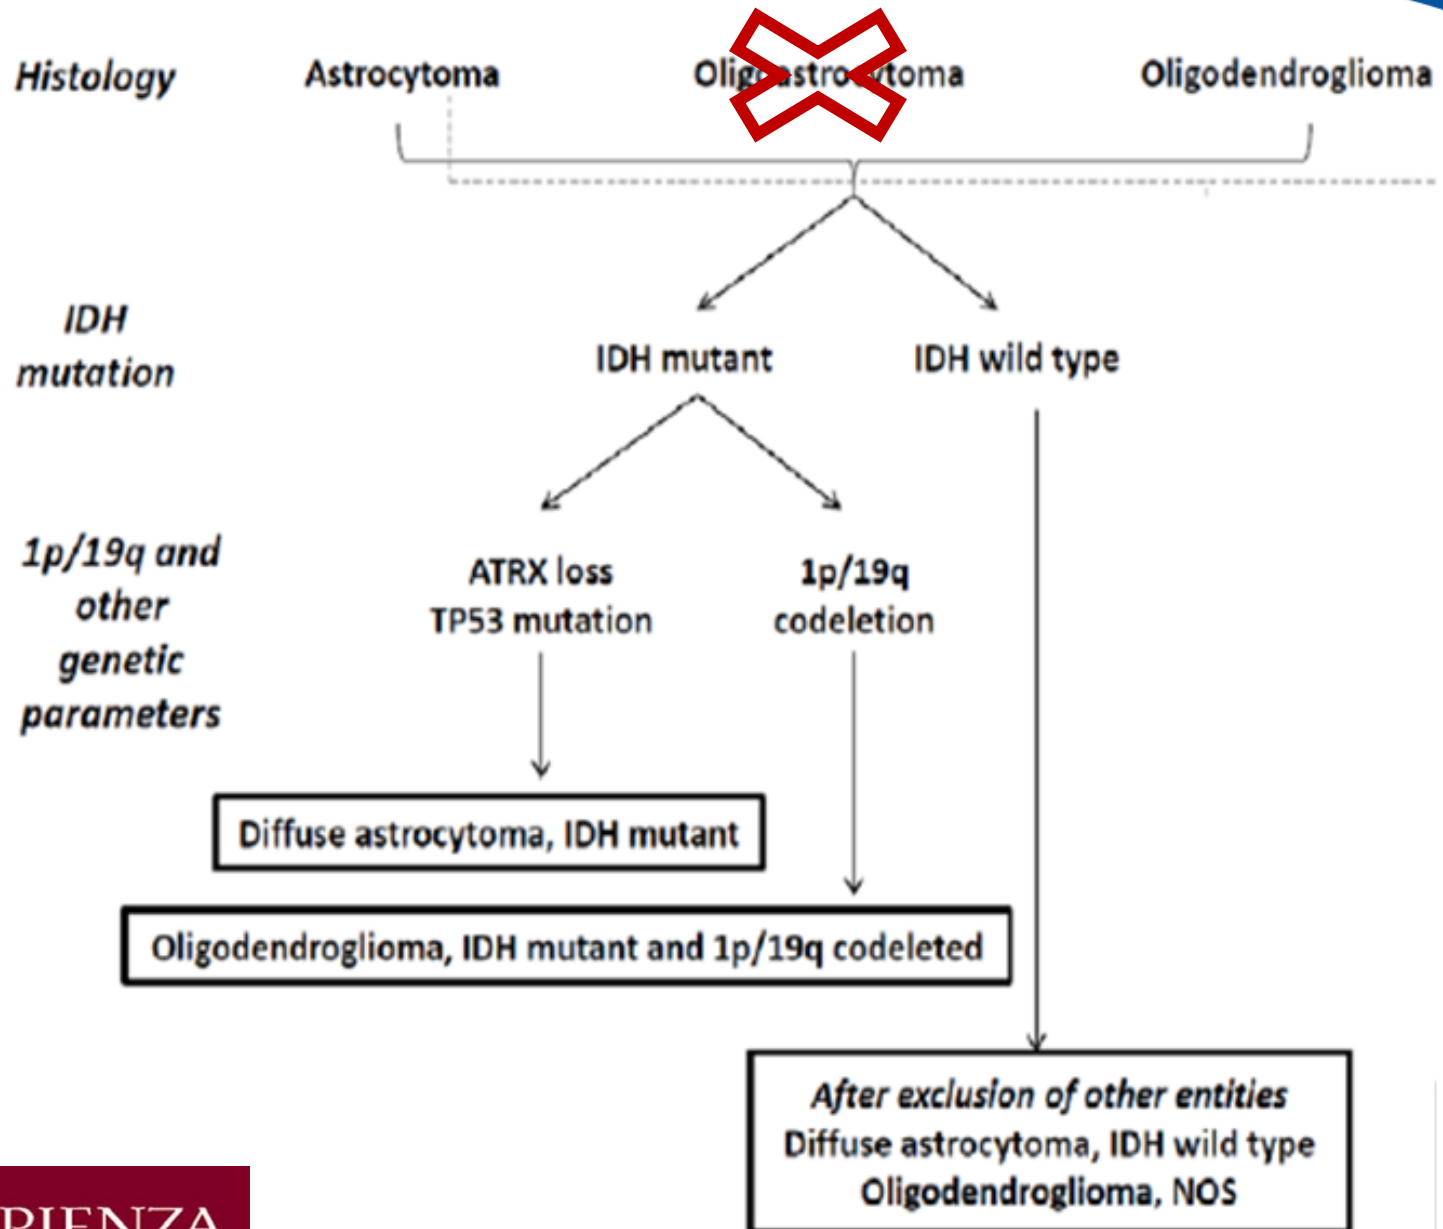 Histology
Astrocytoma
Oligoastrocytoma
Oligodendroglioma
IDH
mutation
IDH mutant
IDH wild type
1p/19q and
other
genetic
parameters
ATRX loss
TP53 mutation
1p/19q
codeletion
Diffuse astrocytoma, IDH mutant
Oligodendroglioma, IDH mutant and 1p/19q codeleted
After exclusion of other entities
Diffuse astrocytoma, IDH wild type
Oligodendroglioma, NOS
PIENZA